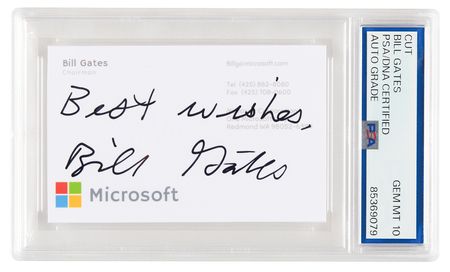 Bill Gates
Chairman
Billg@microsoft.com
Best wishes,
Bill Gates
Redmond WA
Microsoft
CUT
BILL GATES
PSA/DNA CERTIFIED
AUTO GRADE
PSA
GEM MT 10
85369079